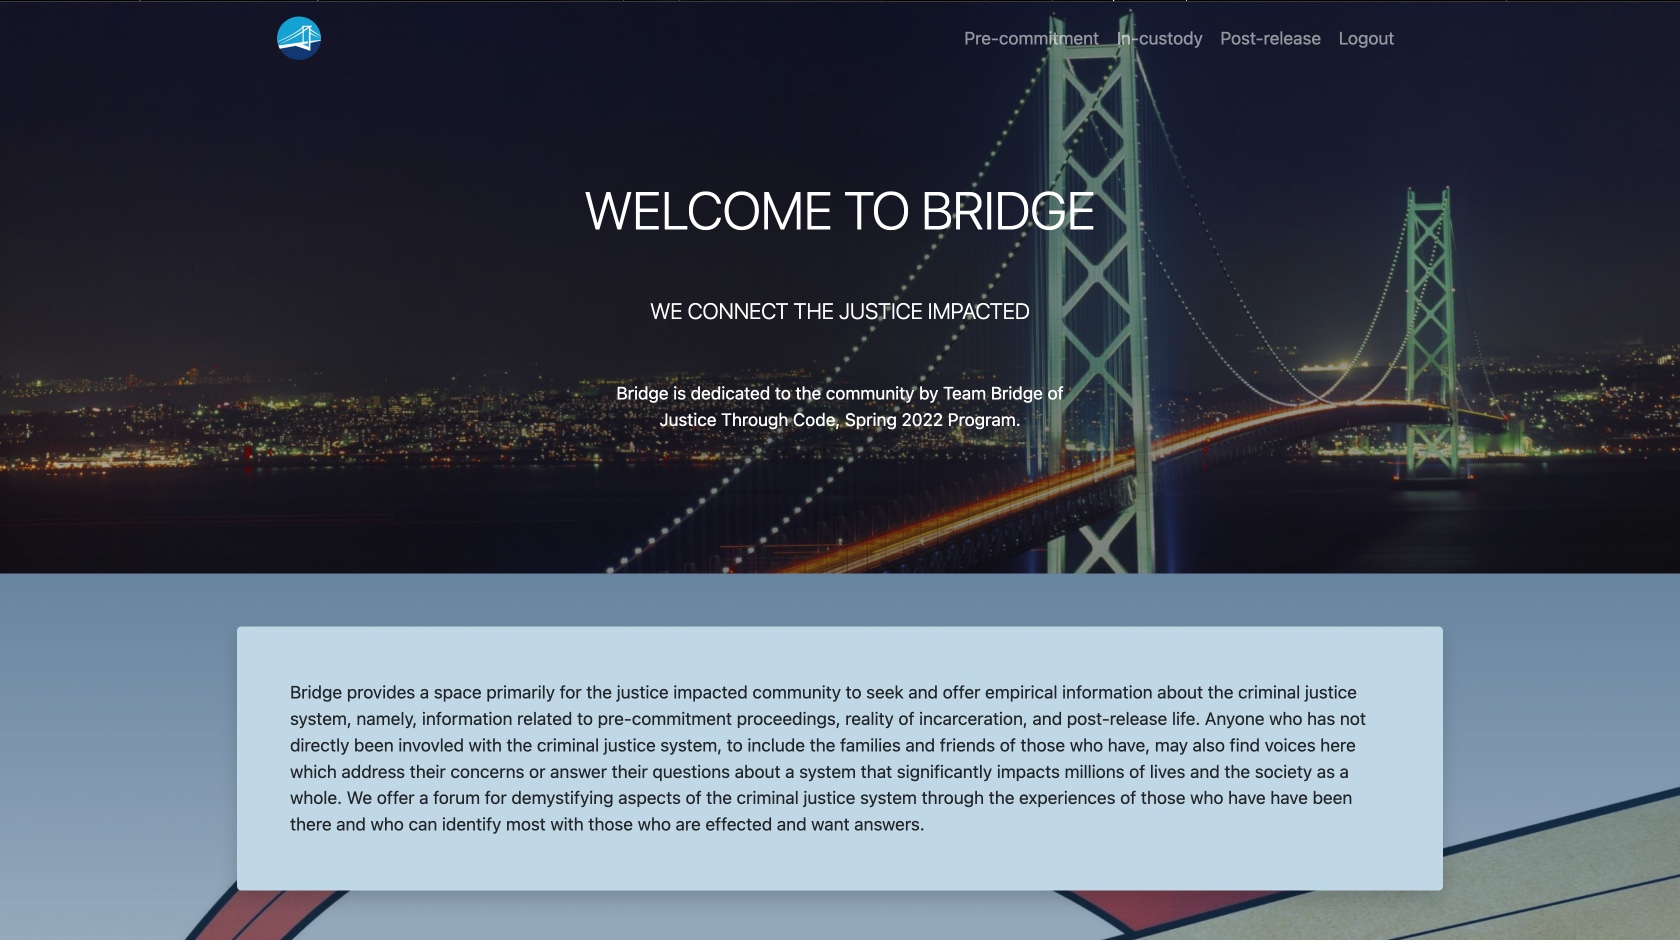 Pre-commitment In-custody Post-release Logout
WELCOME TO BRIDGE
WE CONNECT THE JUSTICE IMPACTED
Bridge is dedicated to the community by Team Bridge of
Justice Through Code, Spring 2022 Program.
Bridge provides a space primarily for the justice impacted community to seek and offer empirical information about the criminal justice
system, namely, information related to pre-commitment proceedings, reality of incarceration, and post-release life. Anyone who has not
directly been invovled with the criminal justice system, to include the families and friends of those who have, may also find voices here
which address their concerns or answer their questions about a system that significantly impacts millions of lives and the society as a
whole. We offer a forum for demystifying aspects of the criminal justice system through the experiences of those who have have been
there and who can identify most with those who are effected and want answers.